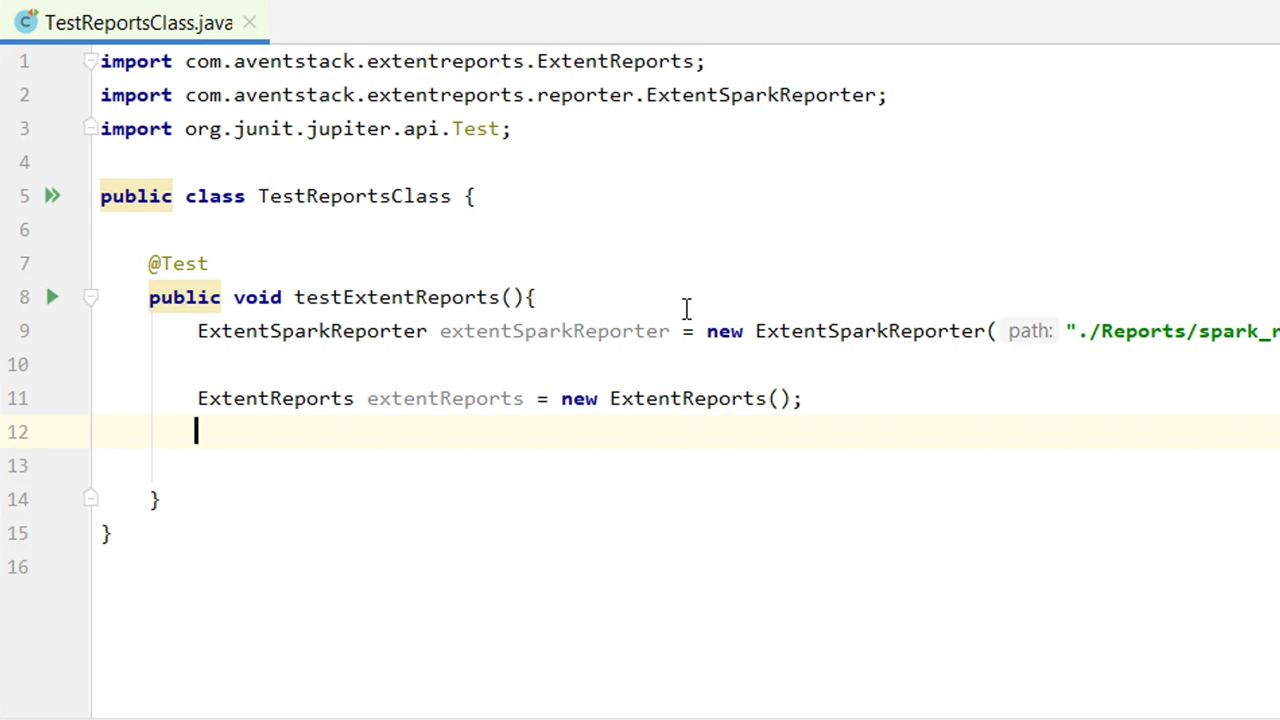 TestReportsClass.java
1 import com.aventstack.extentreports.ExtentReports;
2 import com.aventstack.extentreports.reporter.ExtentSparkReporter;
3 import org.junit.jupiter.api.Test;
4
5 public class TestReportsClass {
6
7 @Test
8 public void testExtentReports(){
9 ExtentSparkReporter extentSparkReporter = new ExtentSparkReporter( path: "./Reports/spark_
10
11 ExtentReports extentReports = new ExtentReports();
12
13
14 }
15 }
16